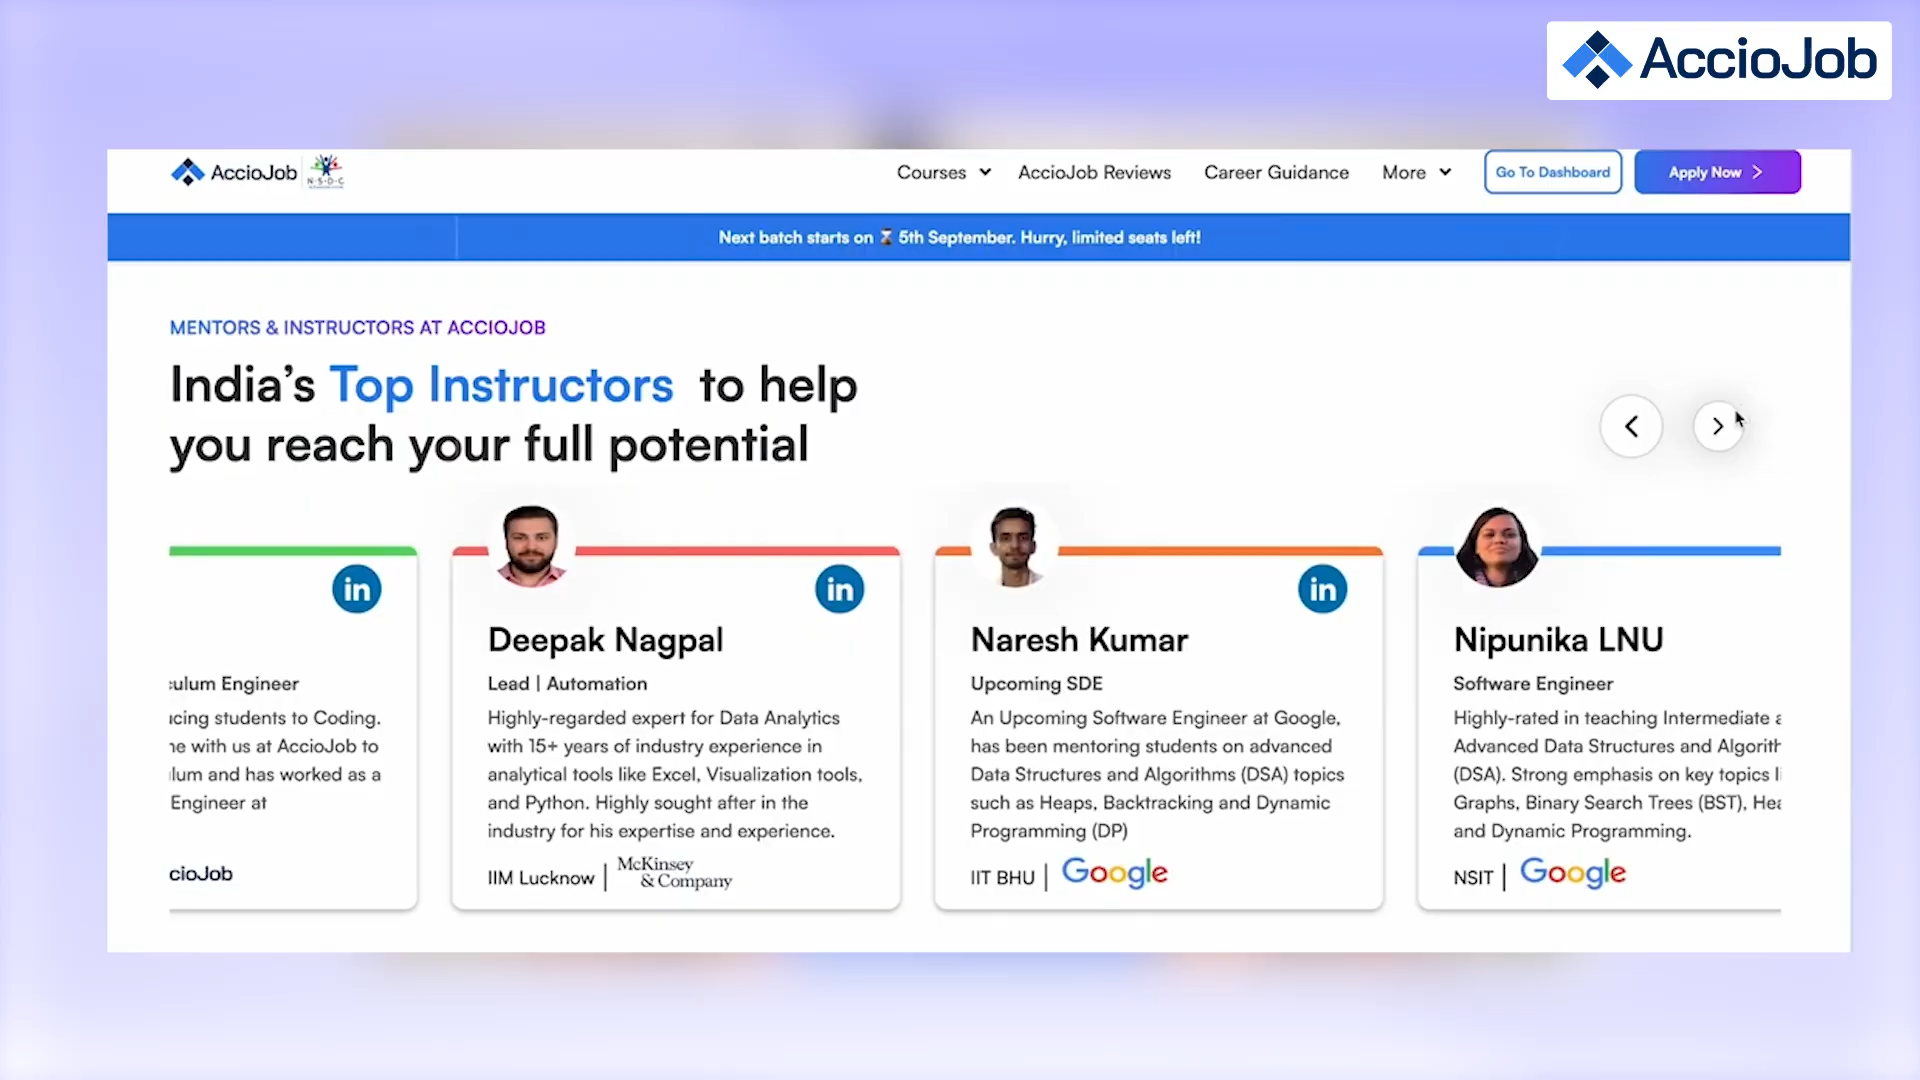 AccioJob
AccioJob
N·S·D·C
Courses
AccioJob Reviews
Career Guidance
More
Go To Dashboard
Apply Now
Next batch starts on ⌛ 5th September. Hurry, limited seats left!
MENTORS & INSTRUCTORS AT ACCIOJOB
India's Top Instructors to help
you reach your full potential
in
Engineer
students to Coding.
with us at AccioJob to
and has worked as a
Engineer at
cioJob
in
Deepak Nagpal
Lead | Automation
Highly-regarded expert for Data Analytics
with 15+ years of industry experience in
analytical tools like Excel, Visualization tools,
and Python. Highly sought after in the
industry for his expertise and experience.
IIM Lucknow |
McKinsey
& Company
in
Naresh Kumar
Upcoming SDE
An Upcoming Software Engineer at Google,
has been mentoring students on advanced
Data Structures and Algorithms (DSA) topics
such as Heaps, Backtracking and Dynamic
Programming (DP)
IIT BHU | Google
Nipunika LNU
Software Engineer
Highly-rated in teaching Intermediate
Advanced Data Structures and
(DSA). Strong emphasis on key topics
Graphs, Binary Search Trees (BST),
and Dynamic Programming.
NSIT | Google